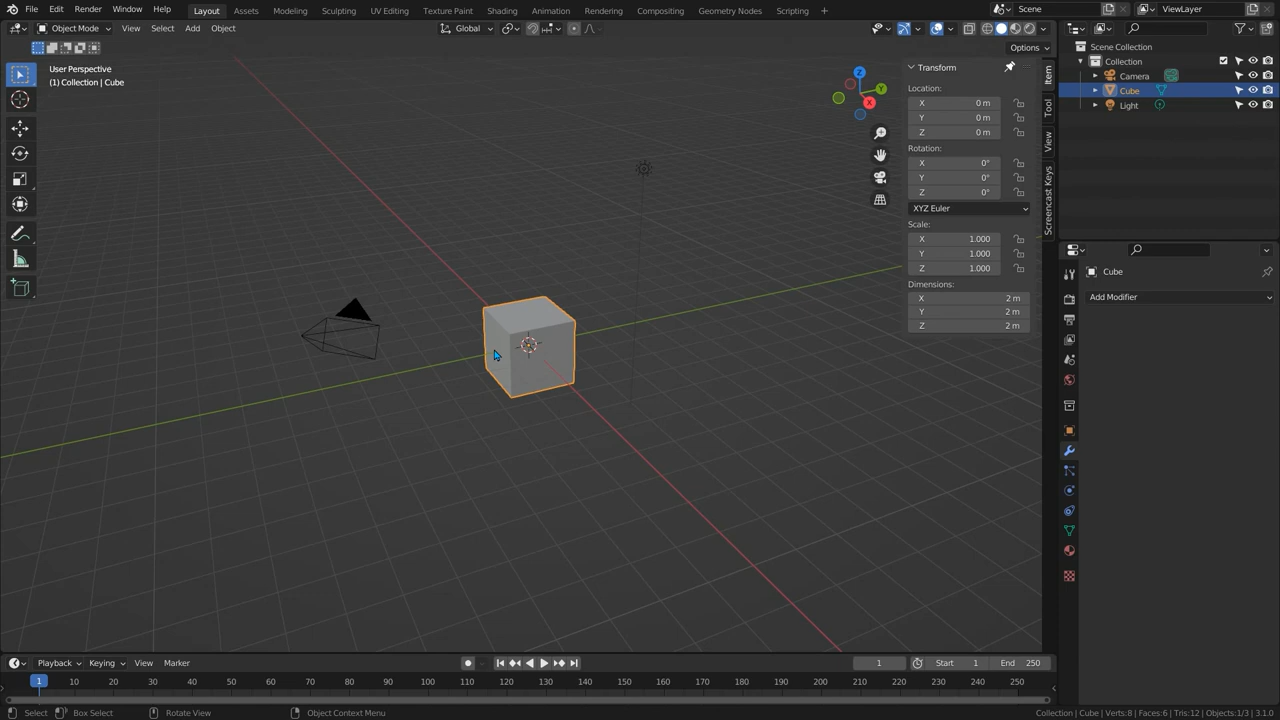 File Edit Render Window Help Layout Assets Modeling Sculpting UV Editing Texture Paint Shading Animation Rendering Compositing Geometry Nodes Scripting + Scene ViewLayer
Object Mode View Select Add Object Global
Options
User Perspective
(1) Collection | Cube
Z
Y
X
Transform
Location:
X 0 m
Y 0 m
Z 0 m
Rotation:
X 0°
Y 0°
Z 0°
XYZ Euler
Scale:
X 1.000
Y 1.000
Z 1.000
Dimensions:
X 2 m
Y 2 m
Z 2 m
Item
Tool
View
Screencast Keys
Scene Collection
Collection
Camera
Cube
Light
Cube
Add Modifier
Playback Keying View Marker 1 Start 1 End 250
1 10 20 30 40 50 60 70 80 90 100 110 120 130 140 150 160 170 180 190 200 210 220 230 240 250
Select Box Select Rotate View Object Context Menu Collection | Cube | Verts:8 | Faces:6 | Tris:12 | Objects:1/3 | 3.1.0